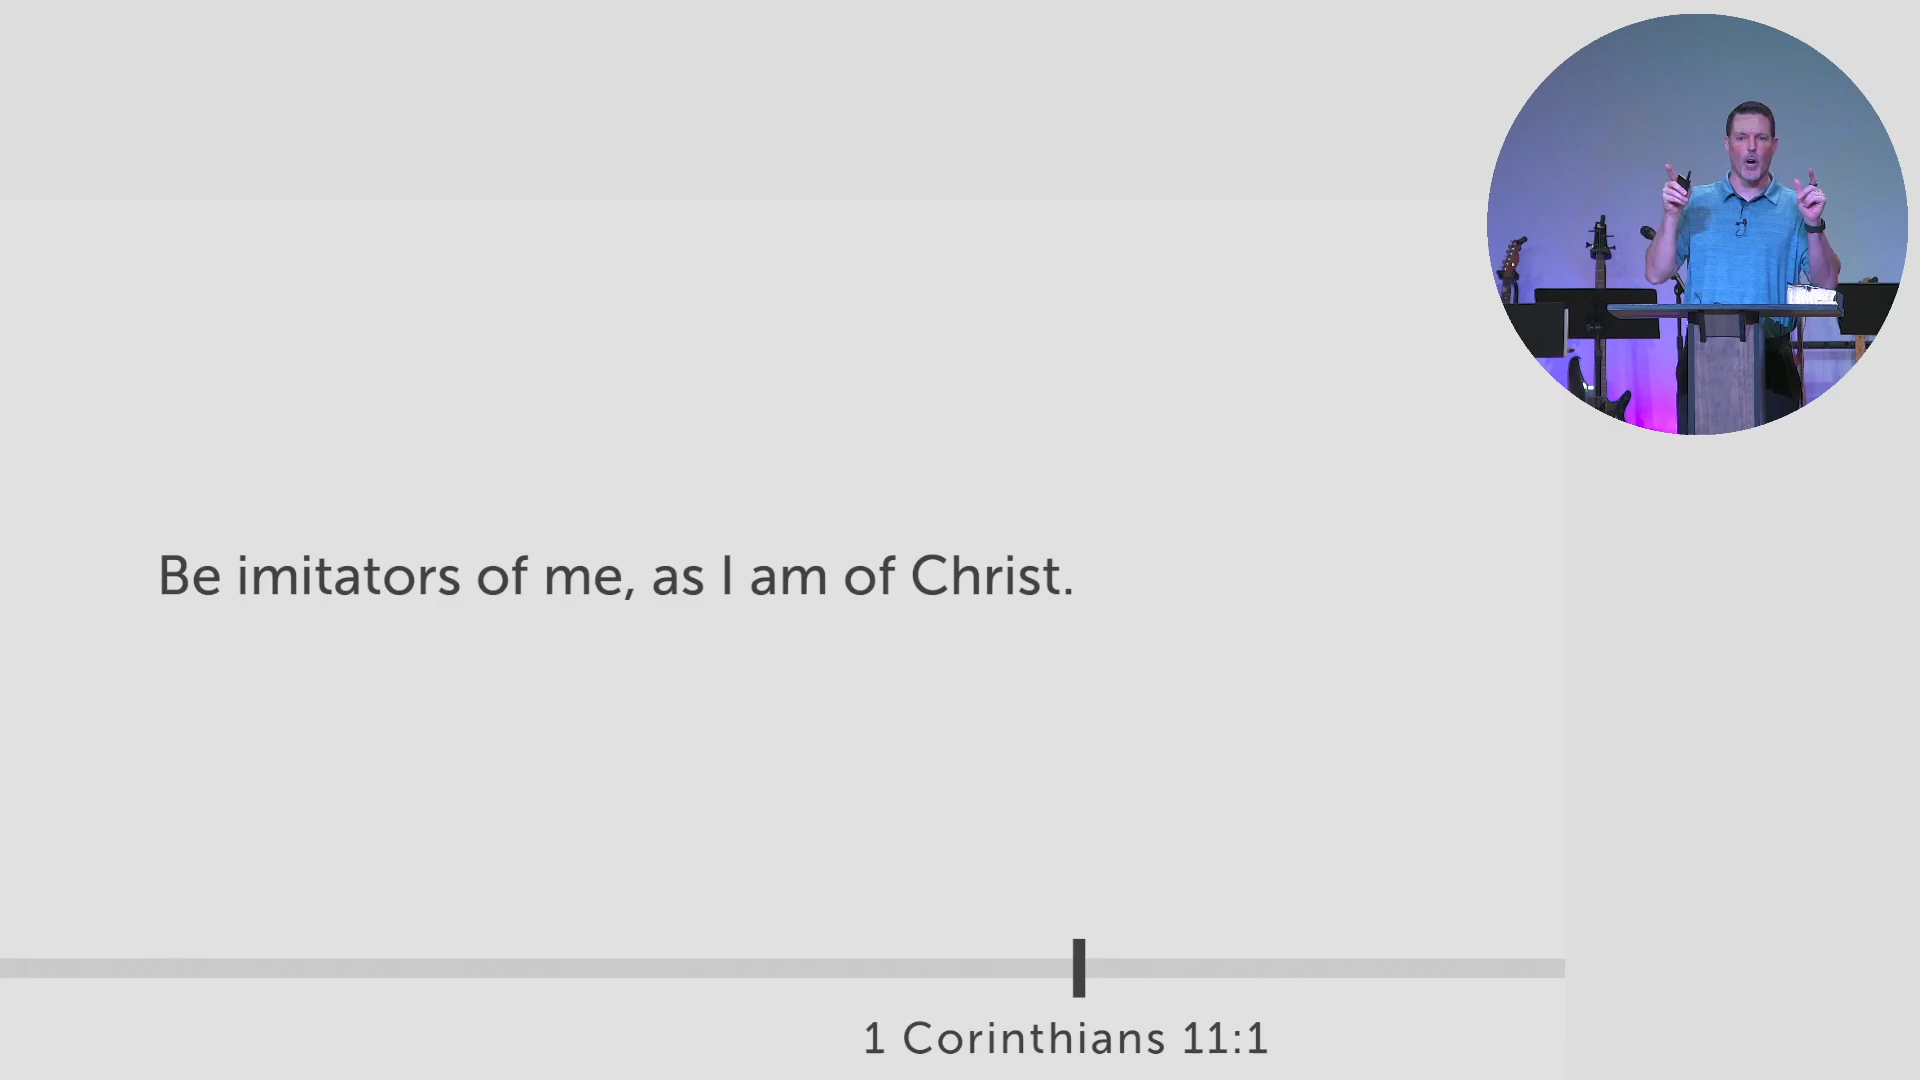 Be imitators of me, as I am of Christ.
1 Corinthians 11:1